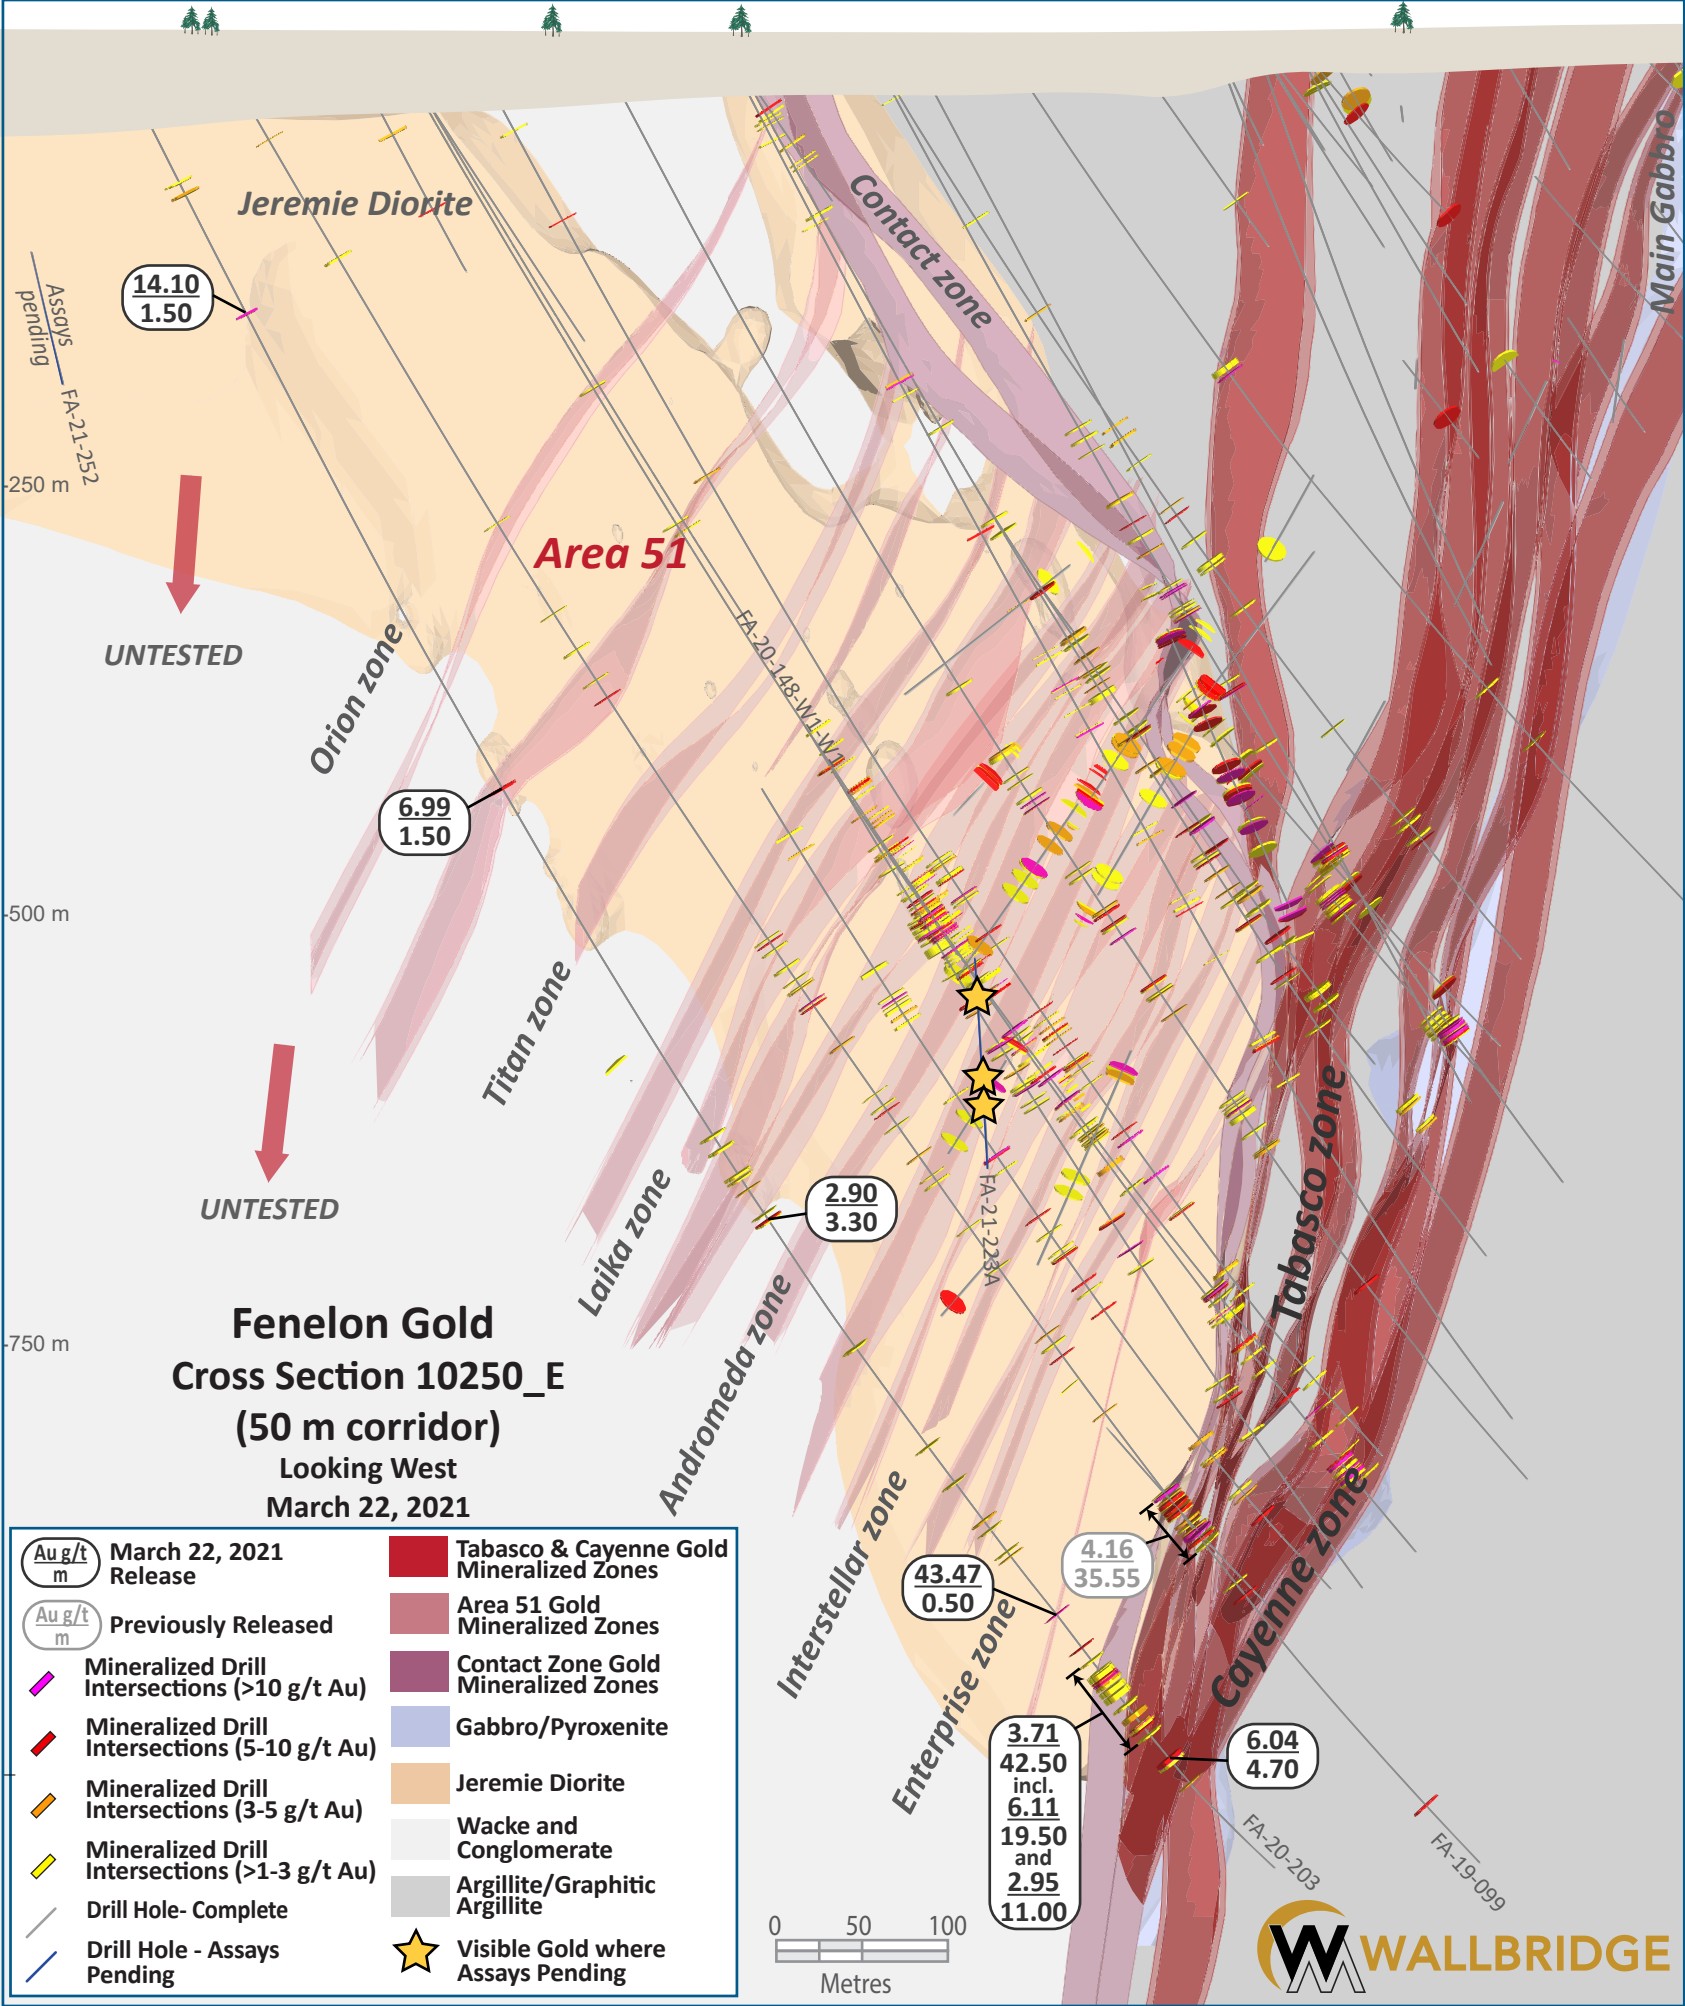 Jeremie Diorite
Contact zone
Main Gabbro
14.10
1.50
Assays
pending
FA-21-252
-250 m
Area 51
UNTESTED
Orion zone
FA-20-148-W1-W1
6.99
1.50
-500 m
Titan zone
UNTESTED
Laika zone
2.90
3.30
FA-21-223A
Tabasco zone
Andromeda zone
-750 m
Fenelon Gold
Cross Section 10250_E
(50 m corridor)
Looking West
March 22, 2021
Interstellar zone
Enterprise zone
Cayenne zone
4.16
35.55
43.47
0.50
3.71
42.50
incl.
6.11
19.50
and
2.95
11.00
6.04
4.70
FA-20-203
FA-19-099
Au g/t
m
March 22, 2021
Release
Au g/t
m
Previously Released
Mineralized Drill
Intersections (>10 g/t Au)
Mineralized Drill
Intersections (5-10 g/t Au)
Mineralized Drill
Intersections (3-5 g/t Au)
Mineralized Drill
Intersections (>1-3 g/t Au)
Drill Hole- Complete
Drill Hole - Assays
Pending
Tabasco & Cayenne Gold
Mineralized Zones
Area 51 Gold
Mineralized Zones
Contact Zone Gold
Mineralized Zones
Gabbro/Pyroxenite
Jeremie Diorite
Wacke and
Conglomerate
Argillite/Graphitic
Argillite
Visible Gold where
Assays Pending
0 50 100
Metres
WALLBRIDGE